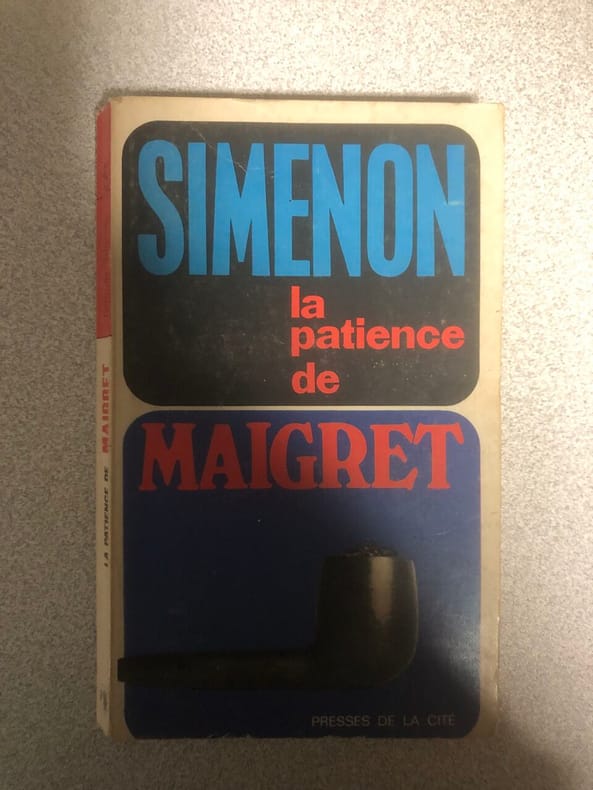 SIMENON
la
patience
de
MAIGRET
PRESSES DE LA CITÉ
LA PATIENCE DE MAIGRET